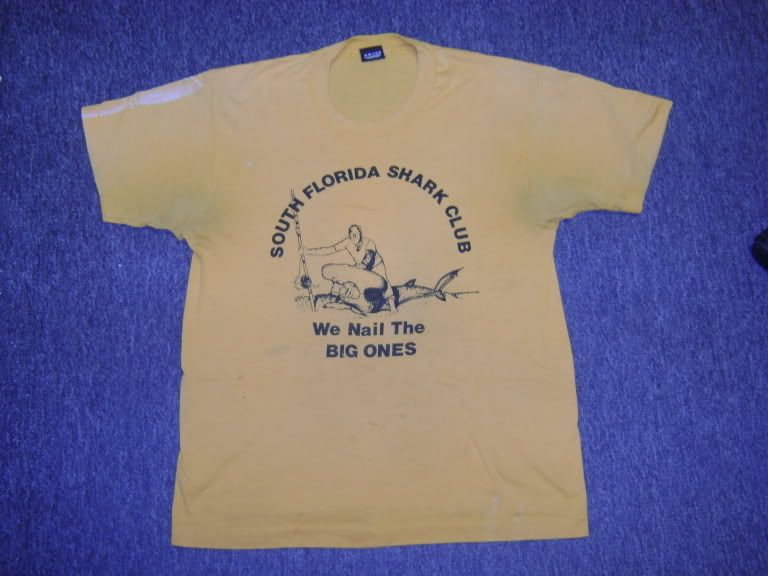 SOUTH FLORIDA SHARK CLUB
We Nail The
BIG ONES